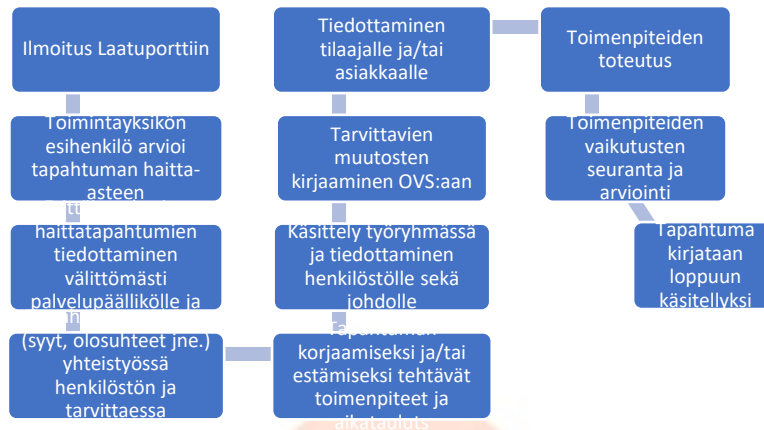 Ilmoitus Laatuporttiin
Toimintayksikön
esihenkilö arvioi
tapahtuman haitta-
asteen
haittatapahtumien
tiedottaminen
välittömästi
palvelupäällikölle ja
(syyt, olosuhteet jne.)
yhteistyössä
henkilöstön ja
tarvittaessa
Tapahtuman
korjaamiseksi ja/tai
estämiseksi tehtävät
toimenpiteet ja
aikataulots
Käsittely työryhmässä
ja tiedottaminen
henkilöstölle sekä
johdolle
Tarvittavien
muutosten
kirjaaminen OVS:aan
Tiedottaminen
tilaajalle ja/tai
asiakkaalle
Toimenpiteiden
toteutus
Toimenpiteiden
vaikutusten
seuranta ja
arviointi
Tapahtuma
kirjataan
loppuun
käsitellyksi